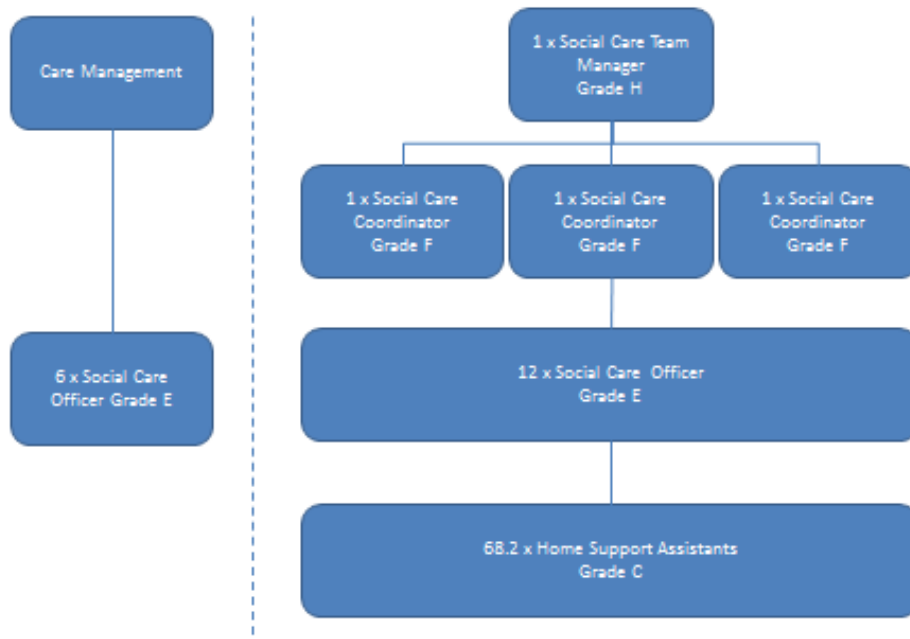 Care Management
6 x Social Care
Officer Grade E
1 x Social Care Team
Manager
Grade H
1 x Social Care
Coordinator
Grade F
1 x Social Care
Coordinator
Grade F
1 x Social Care
Coordinator
Grade F
12 x Social Care Officer
Grade E
68.2 x Home Support Assistants
Grade C